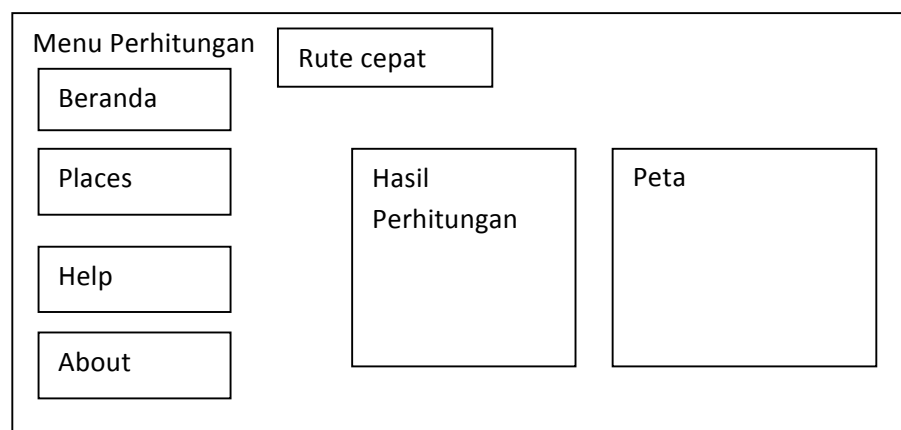 Menu Perhitungan
Rute cepat
Beranda
Places
Help
About
Hasil
Perhitungan
Peta